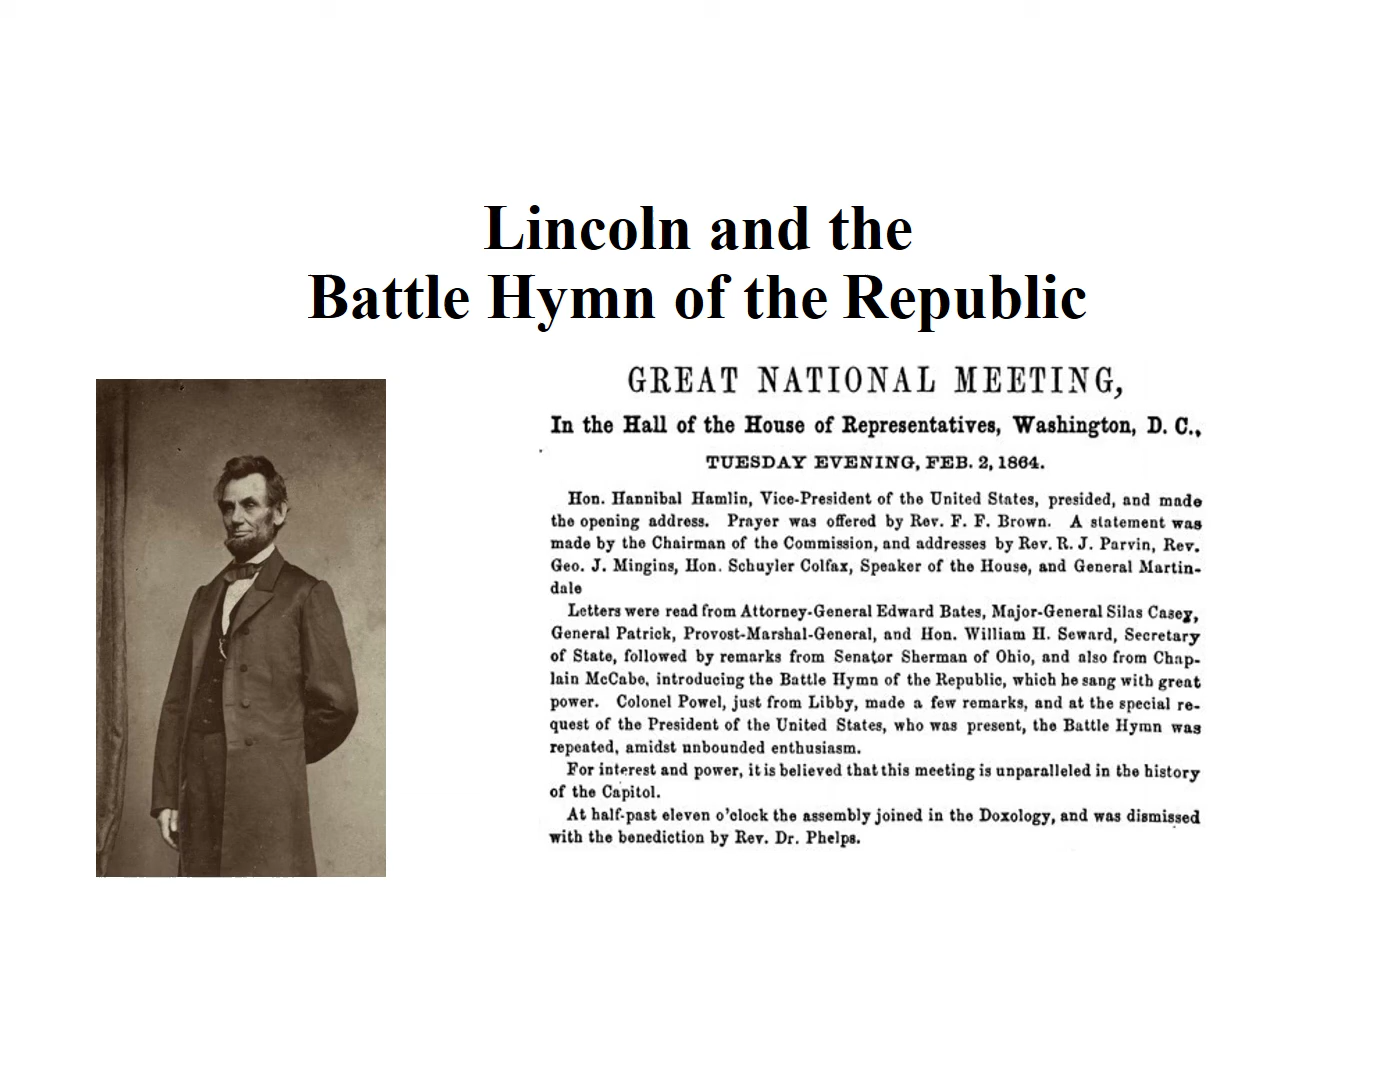 Lincoln and the
Battle Hymn of the Republic
GREAT NATIONAL MEETING,
In the Hall of the House of Representatives, Washington, D. C.,
TUESDAY EVENING, FEB. 2, 1864.
Hon. Hannibal Hamlin, Vice-President of the United States, presided, and made
the opening address. Prayer was offered by Rev. F. F. Brown. A statement was
made by the Chairman of the Commission, and addresses by Rev. R. J. Parvin, Rev.
Geo. J. Mingins, Hon. Schuyler Colfax, Speaker of the House, and General Martin-
dale
Letters were read from Attorney-General Edward Bates, Major-General Silas Casey,
General Patrick, Provost-Marshal-General, and Hon. William H. Seward, Secretary
of State, followed by remarks from Senator Sherman of Ohio, and also from Chap-
lain McCabe, introducing the Battle Hymn of the Republic, which he sang with great
power. Colonel Powel, just from Libby, made a few remarks, and at the special re-
quest of the President of the United States, who was present, the Battle Hymn was
repeated, amidst unbounded enthusiasm.
For interest and power, it is believed that this meeting is unparalleled in the history
of the Capitol.
At half-past eleven o'clock the assembly joined in the Doxology, and was dismissed
with the benediction by Rev. Dr. Phelps.